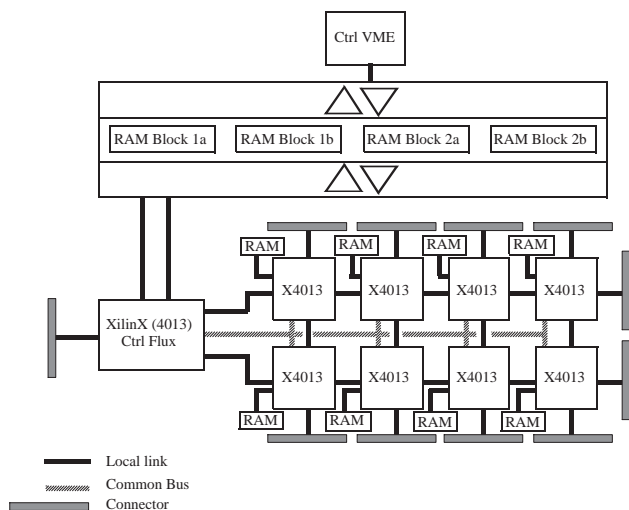 Ctrl VME
RAM Block 1a
RAM Block 1b
RAM Block 2a
RAM Block 2b
RAM
RAM
RAM
RAM
X4013
X4013
X4013
X4013
XilinX (4013)
Ctrl Flux
X4013
X4013
X4013
X4013
RAM
RAM
RAM
RAM
Local link
Common Bus
Connector